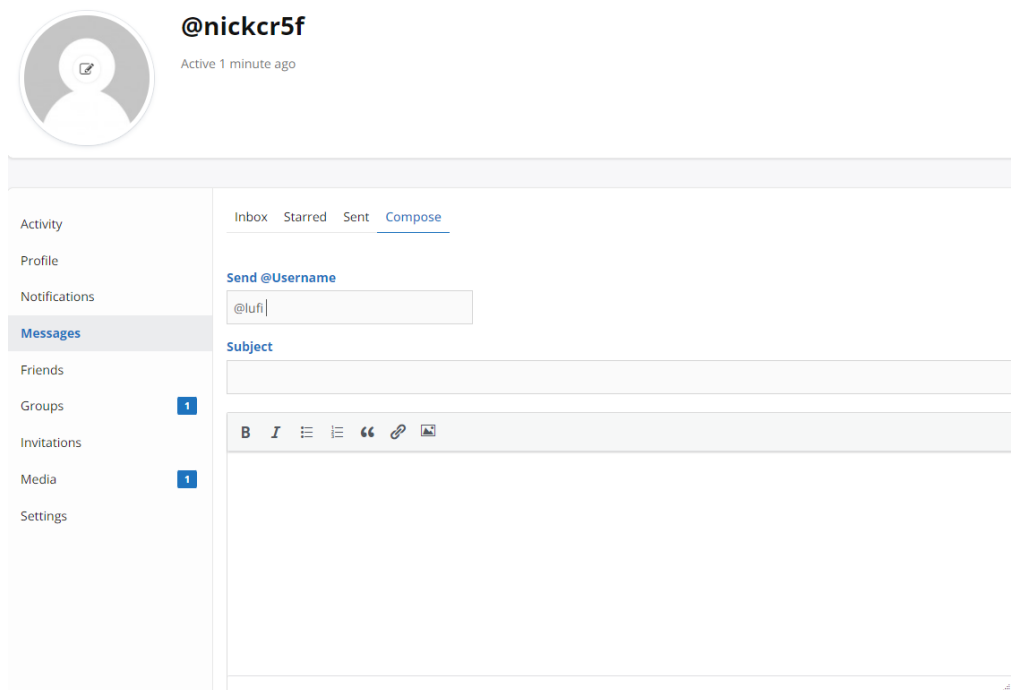 @nickcr5f
Active 1 minute ago
Activity
Profile
Notifications
Messages
Friends
Groups 1
Invitations
Media 1
Settings
Inbox Starred Sent Compose
Send @Username
@lufi
Subject
B I